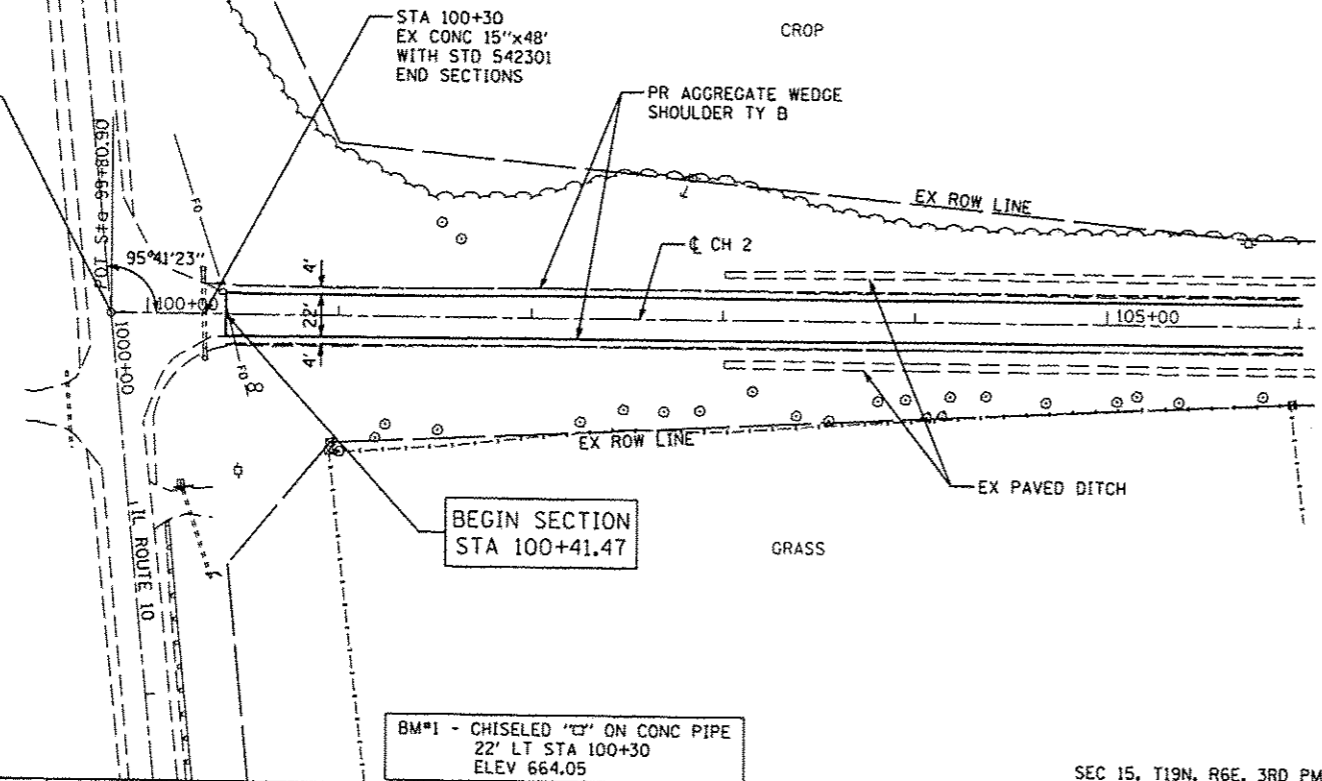 STA 100+30
EX CONC 15"x48'
WITH STD 542301
END SECTIONS
CROP
PR AGGREGATE WEDGE
SHOULDER TY B
POT Sta 99+80.90
FO
EX ROW LINE
95°41'23"
4'
₵ CH 2
100+00
22'
105+00
1000+00
4'
FO
8
EX ROW LINE
EX PAVED DITCH
BEGIN SECTION
STA 100+41.47
GRASS
IL ROUTE 10
BM#1 - CHISELED "□" ON CONC PIPE
22' LT STA 100+30
ELEV 664.05
SEC 15, T19N, R6E, 3RD PM